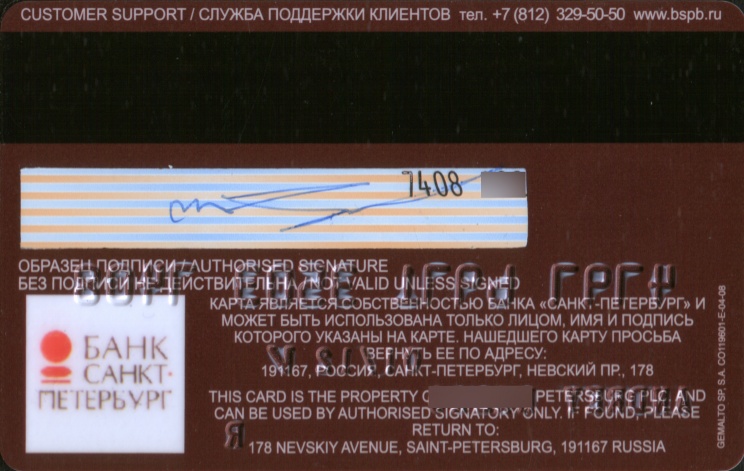 CUSTOMER SUPPORT / СЛУЖБА ПОДДЕРЖКИ КЛИЕНТОВ тел. +7 (812) 329-50-50 www.bspb.ru
7408
ОБРАЗЕЦ ПОДПИСИ / AUTHORISED SIGNATURE
БЕЗ ПОДПИСИ НЕДЕЙСТВИТЕЛЬНА / NOT VALID UNLESS SIGNED
КАРТА ЯВЛЯЕТСЯ СОБСТВЕННОСТЬЮ БАНКА «САНКТ-ПЕТЕРБУРГ» И
МОЖЕТ БЫТЬ ИСПОЛЬЗОВАНА ТОЛЬКО ЛИЦОМ, ИМЯ И ПОДПИСЬ
КОТОРОГО УКАЗАНЫ НА КАРТЕ. НАШЕДШЕГО КАРТУ ПРОСЬБА
ВЕРНУТЬ ЕЕ ПО АДРЕСУ:
191167, РОССИЯ, САНКТ-ПЕТЕРБУРГ, НЕВСКИЙ ПР., 178
БАНК
САНКТ-
ПЕТЕРБУРГ
THIS CARD IS THE PROPERTY PETERSBURG PLC AND
CAN BE USED BY AUTHORISED SIGNATORY ONLY. IF FOUND, PLEASE
RETURN TO:
178 NEVSKIY AVENUE, SAINT-PETERSBURG, 191167 RUSSIA
GEMALTO SP, S.A. CO119601-E-04-08